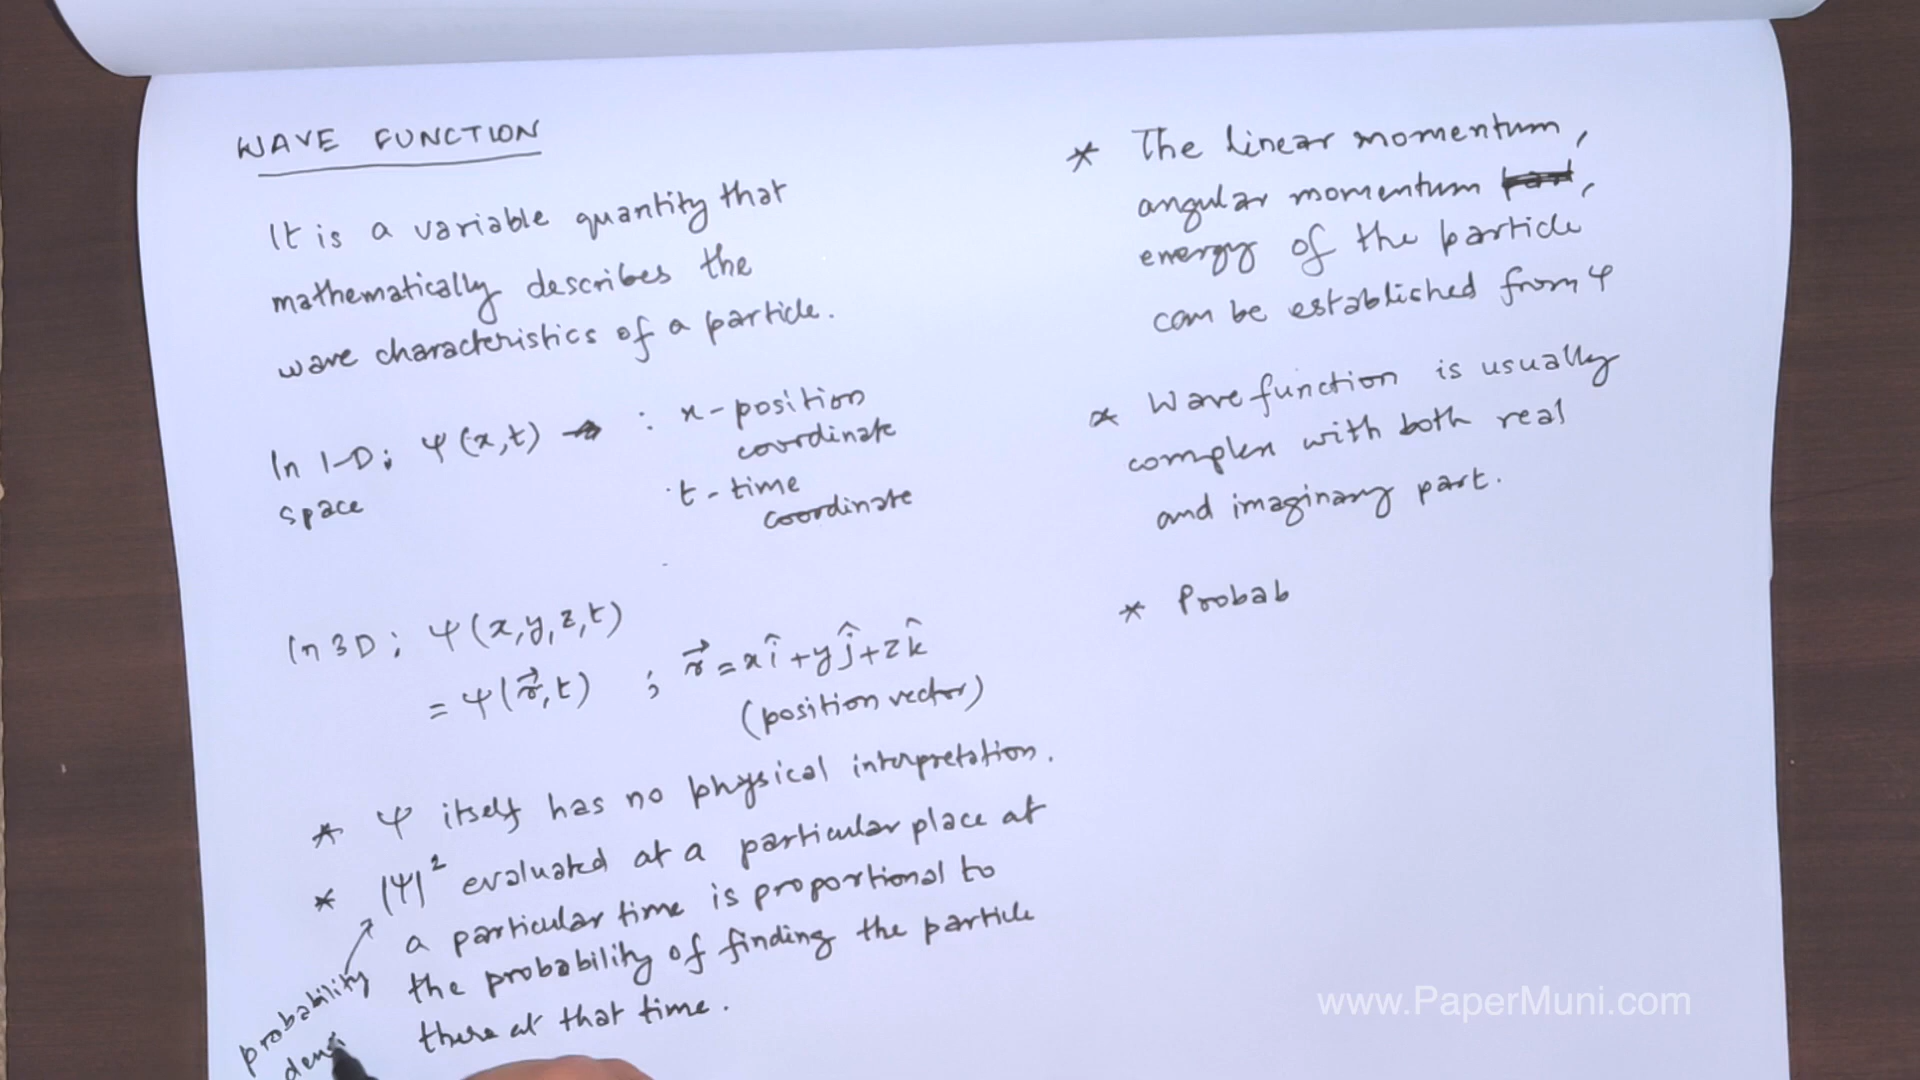 WAVE FUNCTION
It is a variable quantity that
mathematically describes the
wave characteristics of a particle.
In 1-D; ψ(x,t) → : x - position
coordinate
space
t - time
coordinate
In 3D; ψ(x,y,z,t)
= ψ(r⃗,t) ; r⃗ = xî + yĵ + zk̂
(position vector)
* ψ itself has no physical interpretation.
* |ψ|² evaluated at a particular place at
a particular time is proportional to
the probability of finding the particle
there at that time.
probability
densi
* The linear momentum,
angular momentum ,
energy of the particle
can be established from ψ
* Wave function is usually
complex with both real
and imaginary part.
* Probab
www.PaperMuni.com